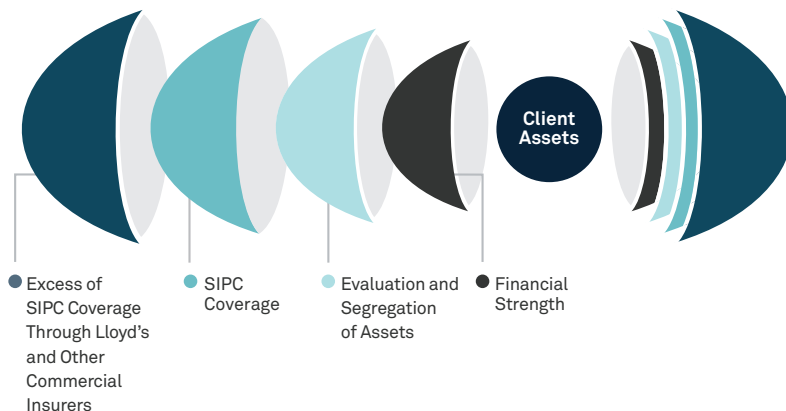 Client
Assets
Excess of
SIPC Coverage
Through Lloyd’s
and Other
Commercial
Insurers
SIPC
Coverage
Evaluation and
Segregation
of Assets
Financial
Strength